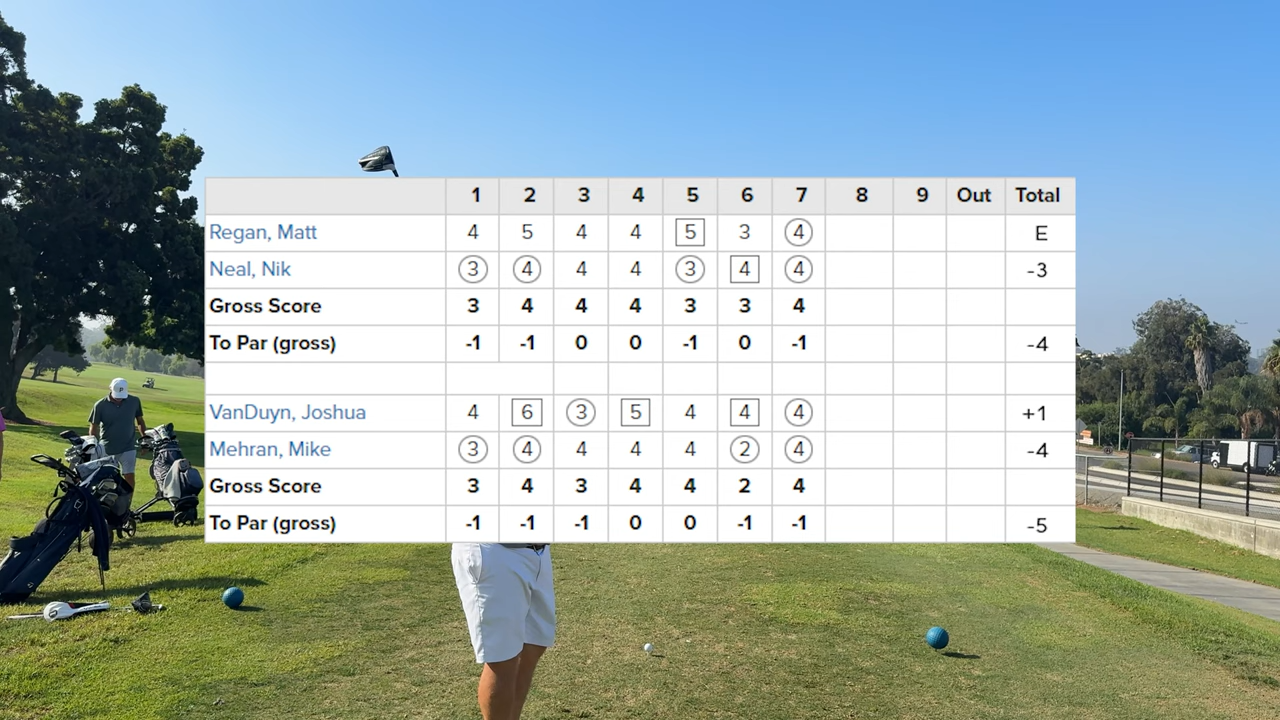 1 2 3 4 5 6 7 8 9 Out Total
Regan, Matt 4 5 4 4 5 3 4 E
Neal, Nik 3 4 4 4 3 4 4 -3
Gross Score 3 4 4 4 3 3 4
To Par (gross) -1 -1 0 0 -1 0 -1 -4
VanDuyn, Joshua 4 6 3 5 4 4 4 +1
Mehran, Mike 3 4 4 4 4 2 4 -4
Gross Score 3 4 3 4 4 2 4
To Par (gross) -1 -1 -1 0 0 -1 -1 -5